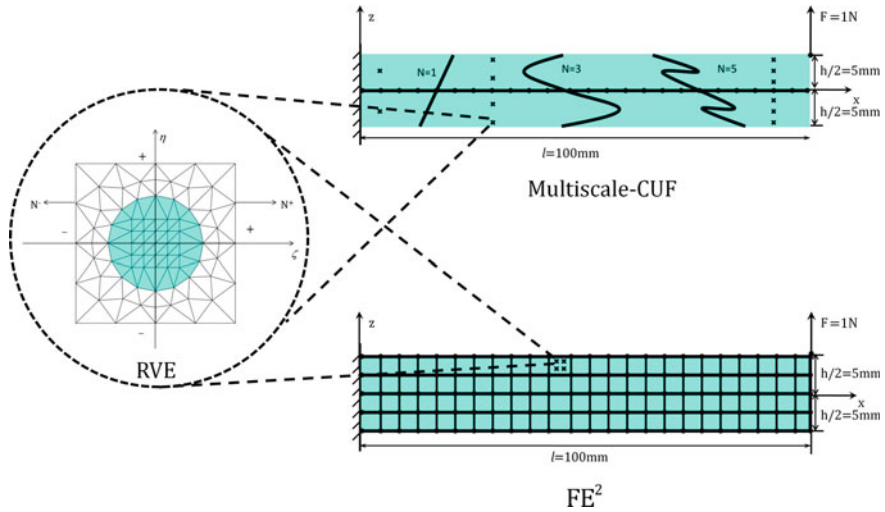 z
F=1N
N=1
N=3
N=5
h/2=5mm
x
h/2=5mm
l=100mm
Multiscale-CUF
η
+
N⁻
N⁺
−
+
ζ
−
RVE
z
F=1N
h/2=5mm
x
h/2=5mm
l=100mm
FE²